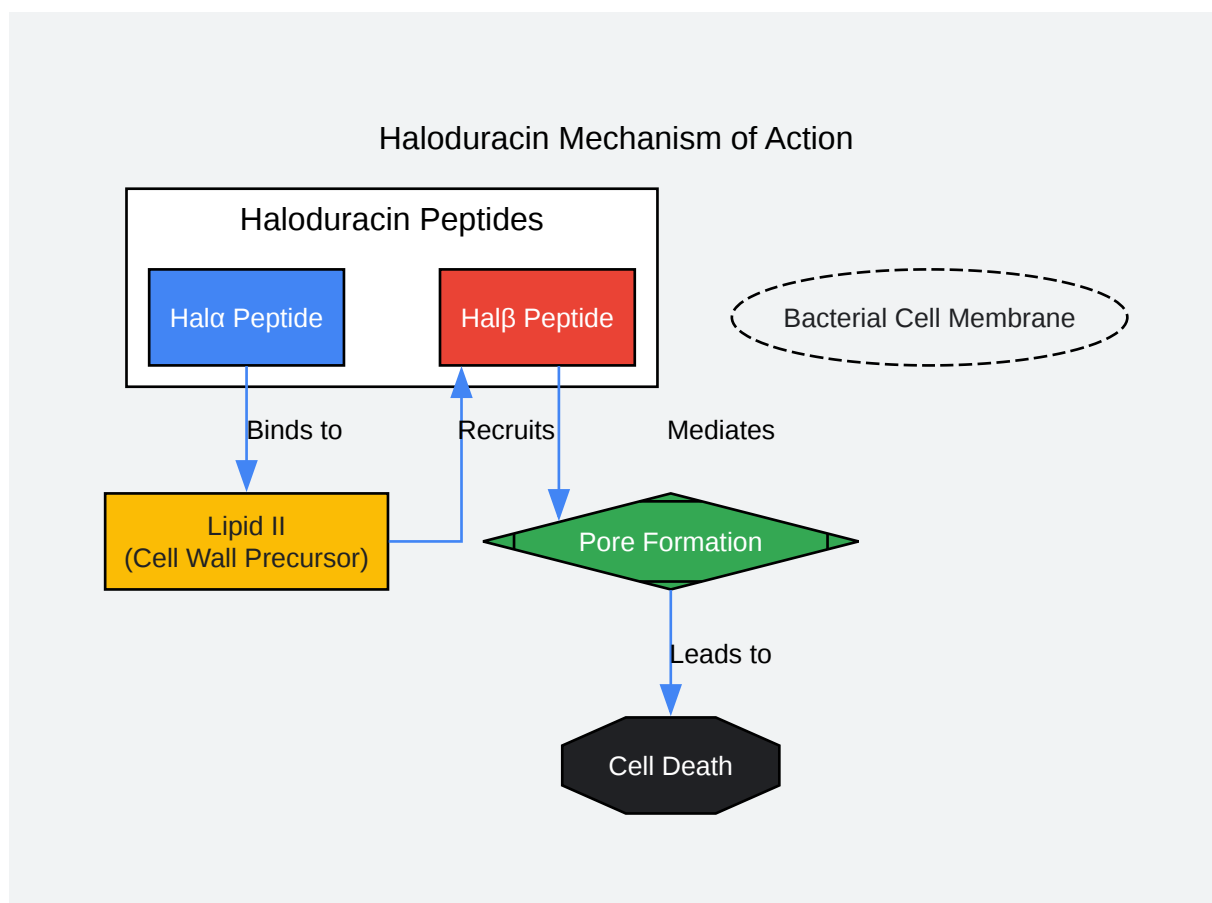 Haloduracin Mechanism of Action
Haloduracin Peptides
Halα Peptide
Halβ Peptide
Bacterial Cell Membrane
Binds to
Recruits
Mediates
Lipid II
(Cell Wall Precursor)
Pore Formation
Leads to
Cell Death